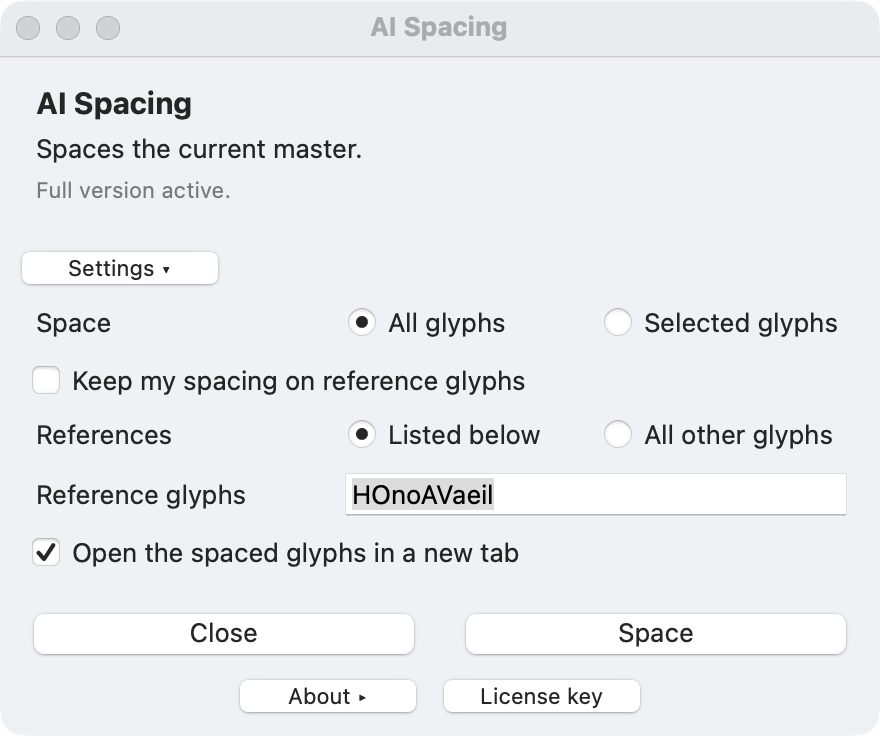 AI Spacing
AI Spacing
Spaces the current master.
Full version active.
Settings ▾
Space All glyphs Selected glyphs
Keep my spacing on reference glyphs
References Listed below All other glyphs
Reference glyphs HOnoAVaeil
Open the spaced glyphs in a new tab
Close Space
About ▸ License key